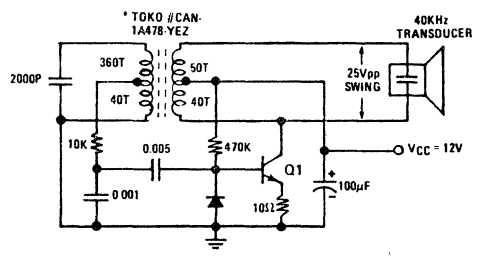 * TOKO #CAN-
1A478-YEZ
40KHz
TRANSDUCER
360T
50T
25Vpp
SWING
2000P
40T
40T
10K
0.005
470K
Q1
VCC = 12V
0.001
10Ω
+
100µF
−